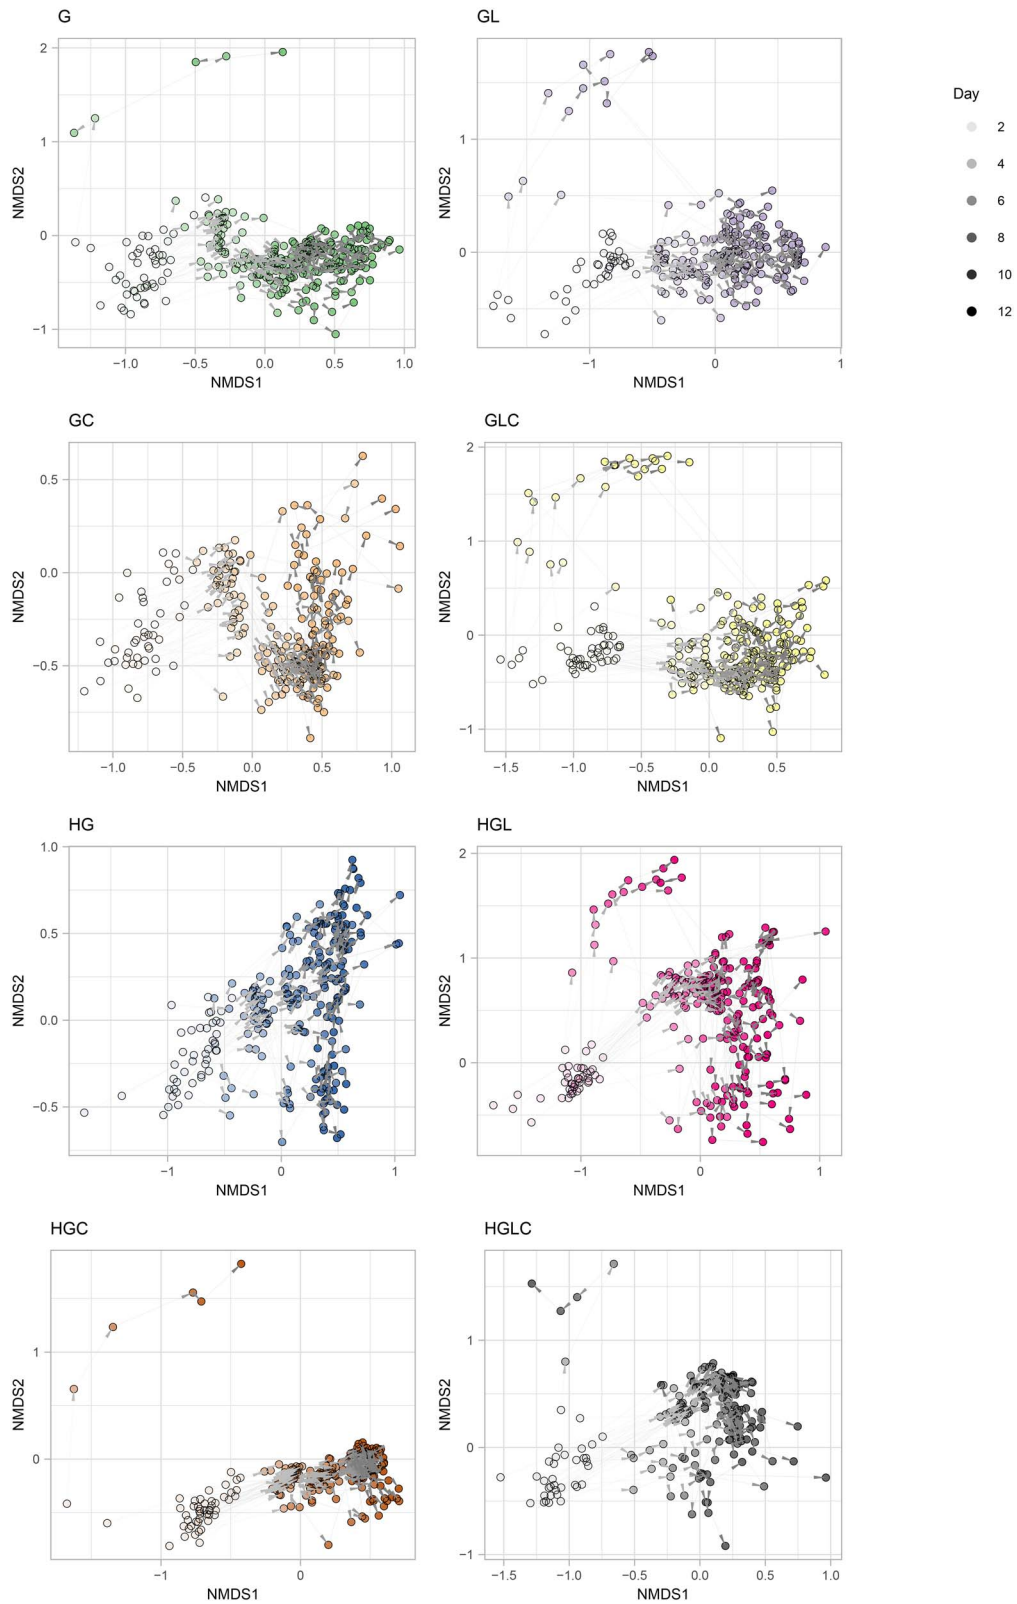 G
2
1
0
−1
−1.0 −0.5 0.0 0.5 1.0
NMDS1
NMDS2
GL
1
0
−1 0 1
NMDS1
NMDS2
Day
2
4
6
8
10
12
GC
0.5
0.0
−0.5
−1.0 −0.5 0.0 0.5 1.0
NMDS1
NMDS2
GLC
2
1
0
−1
−1.5 −1.0 −0.5 0.0 0.5
NMDS1
NMDS2
HG
1.0
0.5
0.0
−0.5
−1 0 1
NMDS1
NMDS2
HGL
2
1
0
−1 0 1
NMDS1
NMDS2
HGC
1
0
−1 0
NMDS1
NMDS2
HGLC
1
0
−1
−1.5 −1.0 −0.5 0.0 0.5 1.0
NMDS1
NMDS2